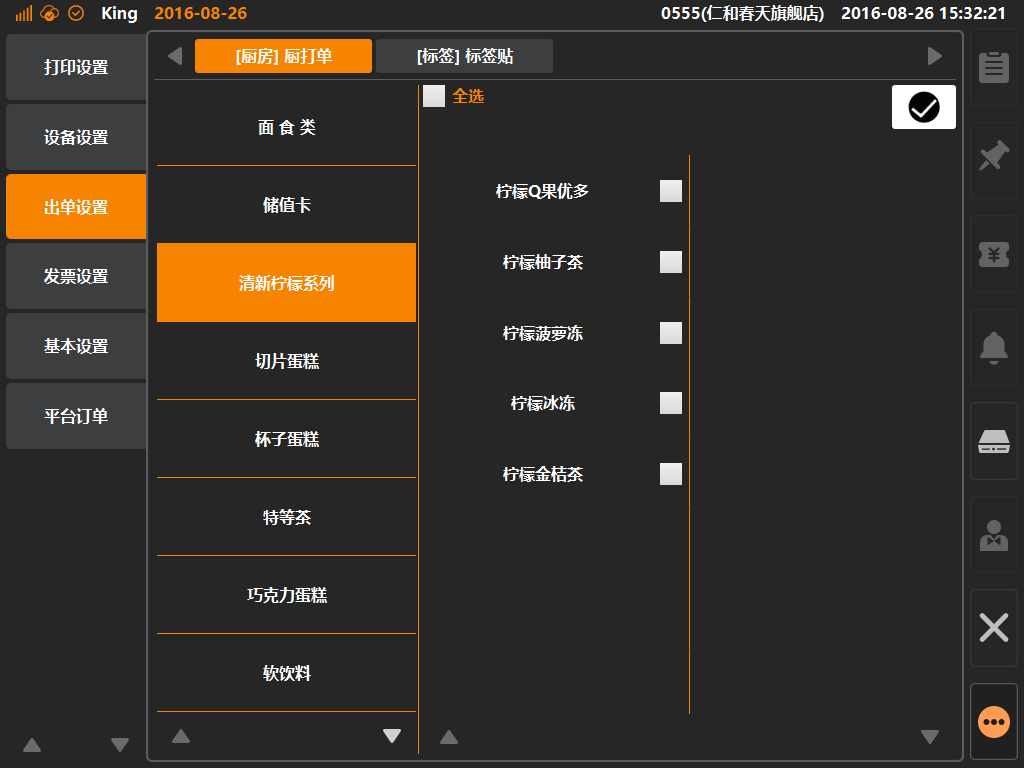 King 2016-08-26 0555(仁和春天旗舰店) 2016-08-26 15:32:21
打印设置
设备设置
出单设置
发票设置
基本设置
平台订单
[厨房] 厨打单 [标签] 标签贴
面 食 类
储值卡
清新柠檬系列
切片蛋糕
杯子蛋糕
特等茶
巧克力蛋糕
软饮料
全选
柠檬Q果优多
柠檬柚子茶
柠檬菠萝冻
柠檬冰冻
柠檬金桔茶